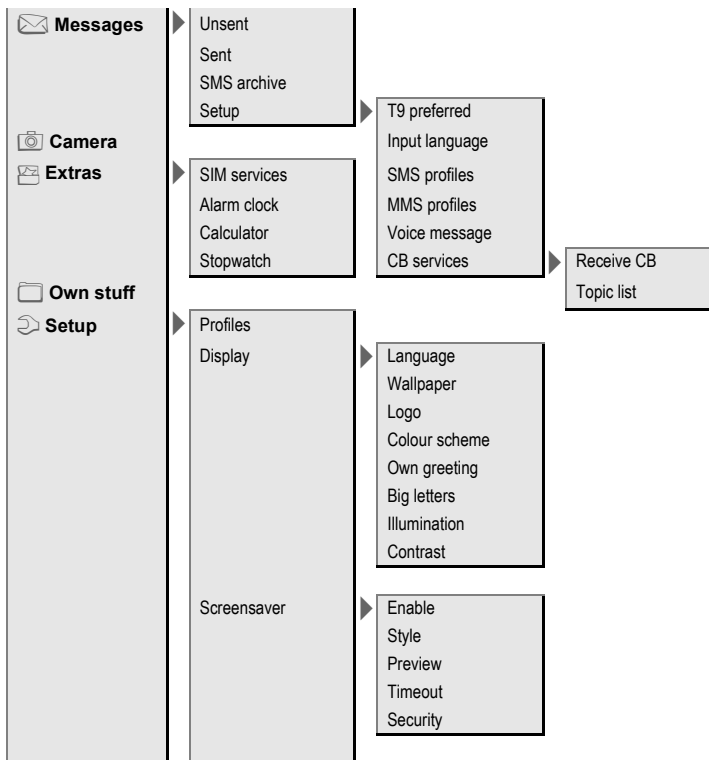 Messages
Unsent
Sent
SMS archive
Setup
T9 preferred
Input language
SMS profiles
MMS profiles
Voice message
CB services
Receive CB
Topic list
Camera
Extras
SIM services
Alarm clock
Calculator
Stopwatch
Own stuff
Setup
Profiles
Display
Language
Wallpaper
Logo
Colour scheme
Own greeting
Big letters
Illumination
Contrast
Screensaver
Enable
Style
Preview
Timeout
Security